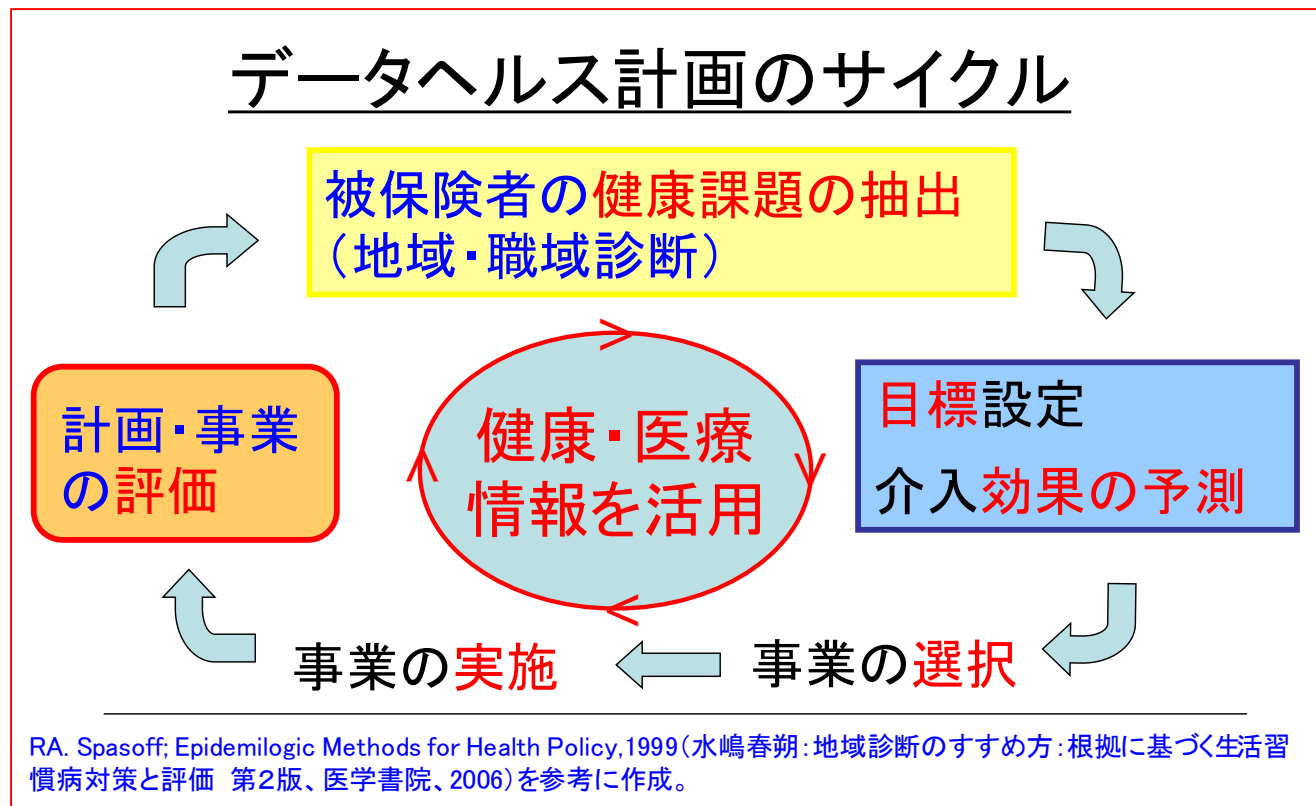 データヘルス計画のサイクル
被保険者の健康課題の抽出
（地域・職域診断）
目標設定
介入効果の予測
健康・医療
情報を活用
計画・事業
の評価
事業の実施
事業の選択
RA. Spasoff; Epidemilogic Methods for Health Policy,1999（水嶋春朔：地域診断のすすめ方：根拠に基づく生活習
慣病対策と評価　第２版、医学書院、2006）を参考に作成。